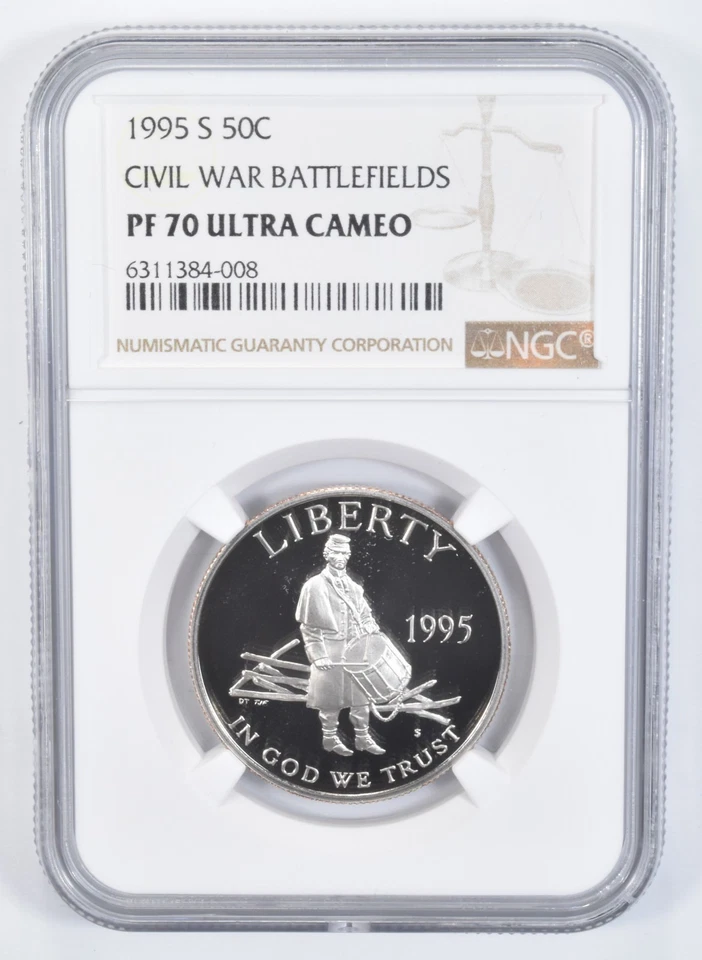 1995 S 50C
CIVIL WAR BATTLEFIELDS
PF 70 ULTRA CAMEO
6311384-008
NUMISMATIC GUARANTY CORPORATION
NGC®
LIBERTY
1995
DT
S
IN GOD WE TRUST